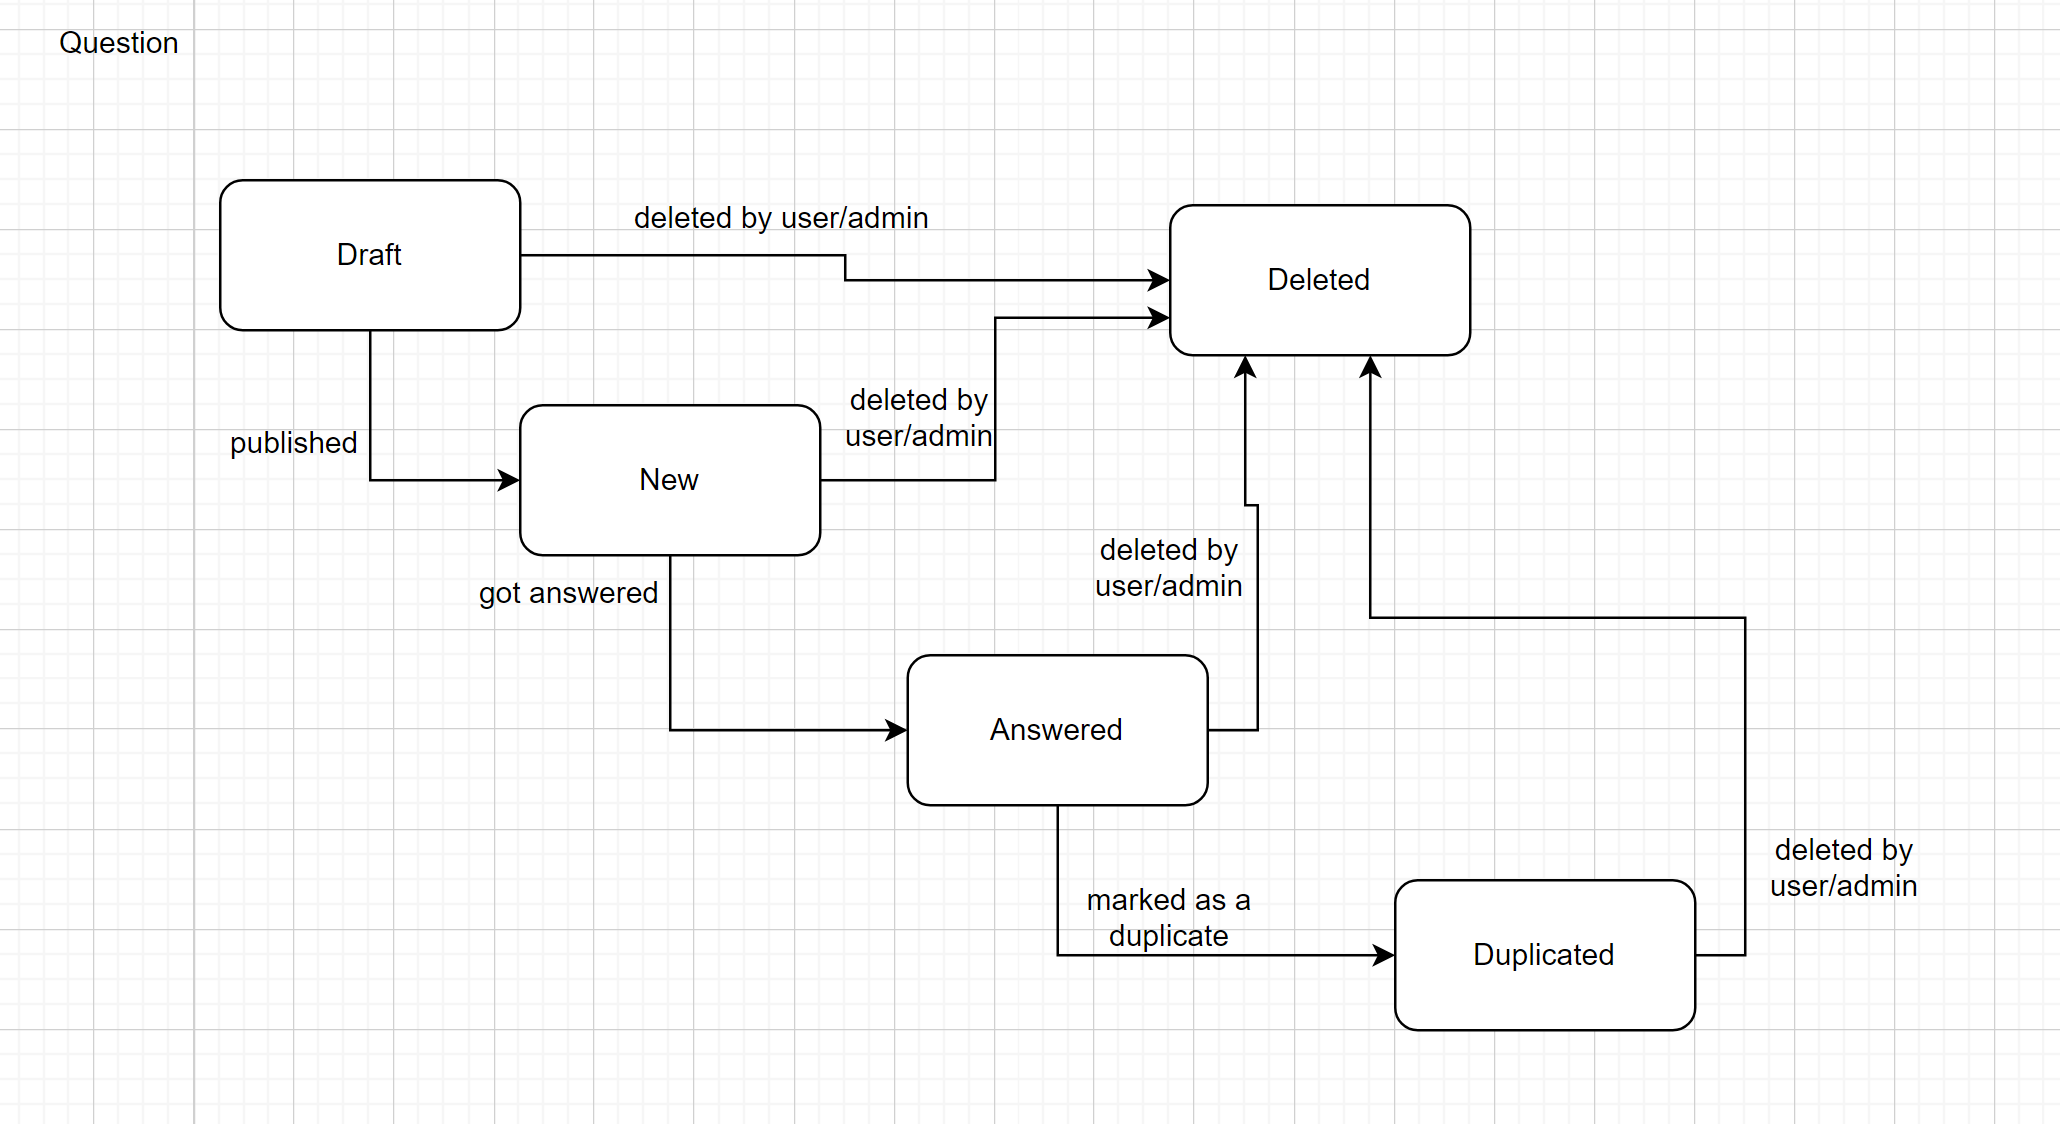 Question
Draft
deleted by user/admin
Deleted
published
New
deleted by
user/admin
got answered
deleted by
user/admin
Answered
marked as a
duplicate
Duplicated
deleted by
user/admin